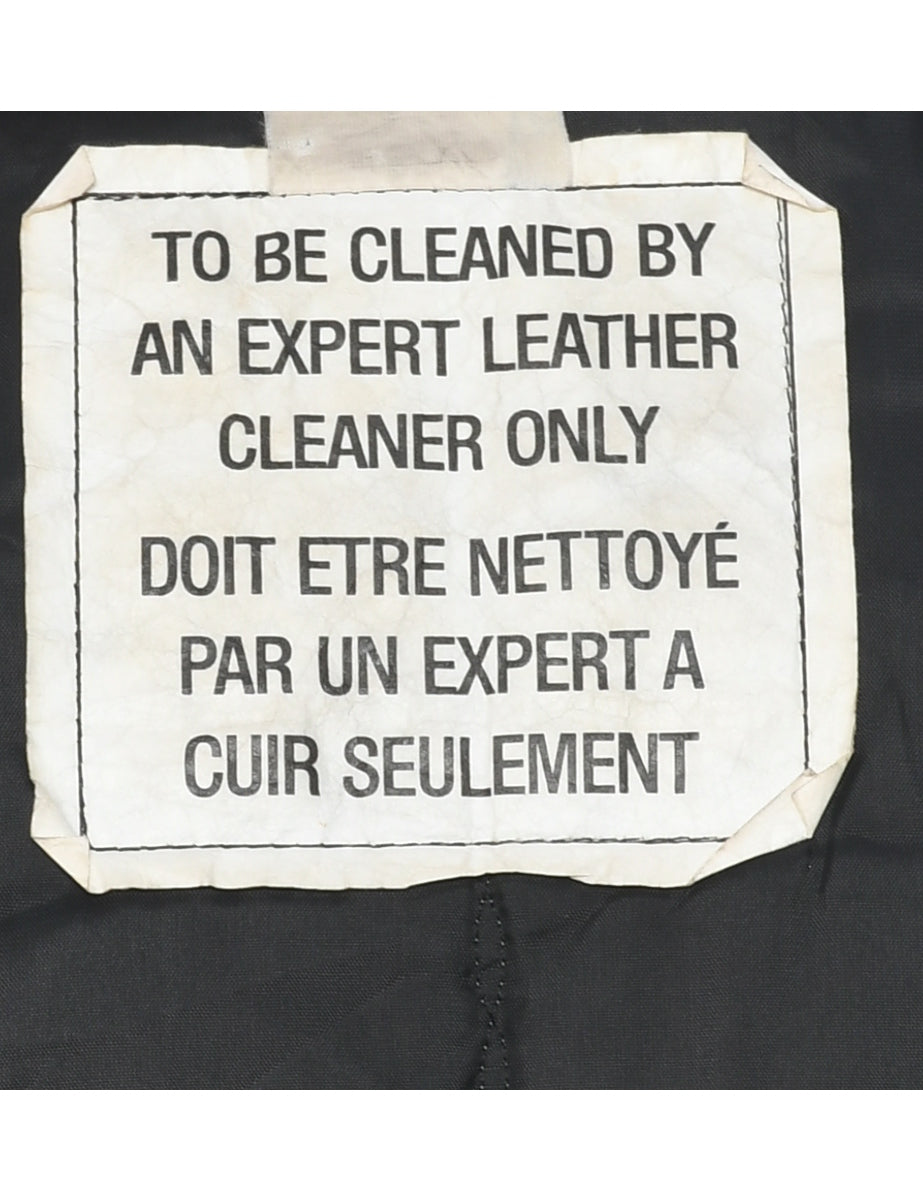 TO BE CLEANED BY
AN EXPERT LEATHER
CLEANER ONLY
DOIT ETRE NETTOYÉ
PAR UN EXPERT A
CUIR SEULEMENT